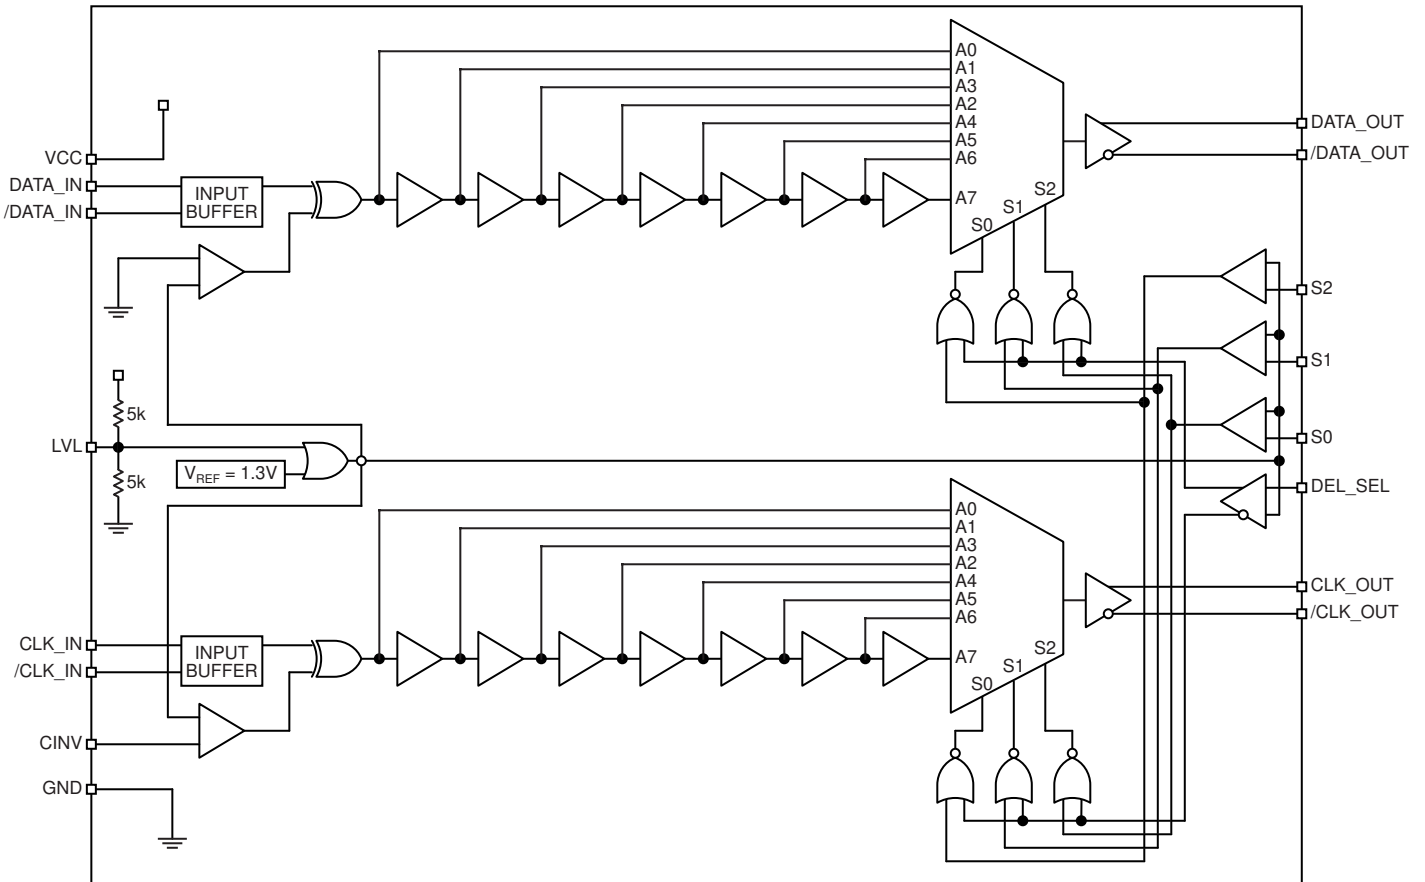 A0
A1
A3
A2
A4
A5
A6
A7
S0
S1
S2
VCC
DATA_IN
/DATA_IN
INPUT
BUFFER
DATA_OUT
/DATA_OUT
S2
S1
S0
DEL_SEL
5k
LVL
VREF = 1.3V
5k
A0
A1
A3
A2
A4
A5
A6
A7
S0
S1
S2
CLK_OUT
/CLK_OUT
CLK_IN
/CLK_IN
INPUT
BUFFER
CINV
GND